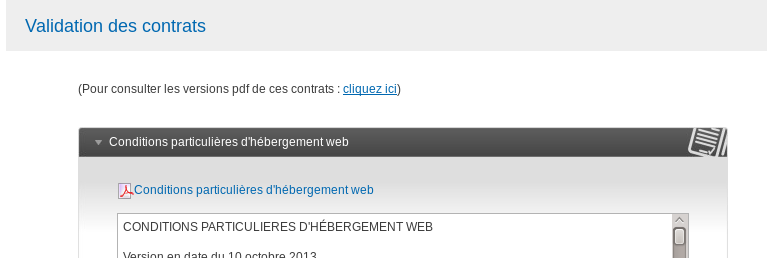 Validation des contrats
(Pour consulter les versions pdf de ces contrats : cliquez ici)
Conditions particulières d'hébergement web
Conditions particulières d'hébergement web
CONDITIONS PARTICULIERES D'HÉBERGEMENT WEB
Version en date du 10 octobre 2013